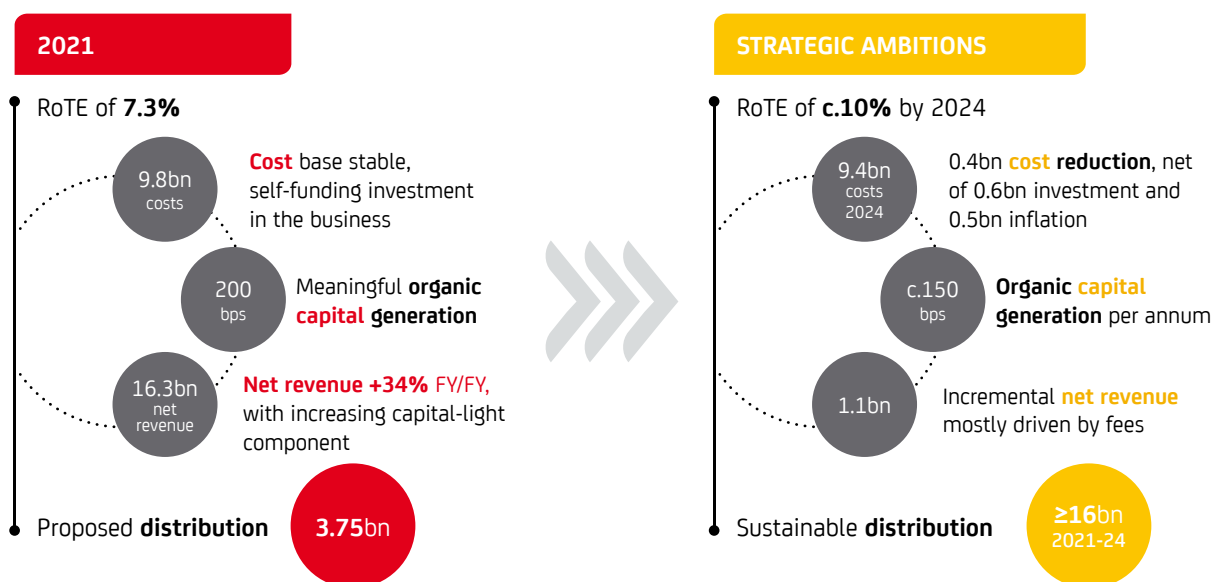 2021
RoTE of 7.3%
9.8bn
costs
Cost base stable,
self-funding investment
in the business
200
bps
Meaningful organic
capital generation
16.3bn
net
revenue
Net revenue +34% FY/FY,
with increasing capital-light
component
Proposed distribution
3.75bn
STRATEGIC AMBITIONS
RoTE of c.10% by 2024
9.4bn
costs
2024
0.4bn cost reduction, net
of 0.6bn investment and
0.5bn inflation
c.150
bps
Organic capital
generation per annum
1.1bn
Incremental net revenue
mostly driven by fees
Sustainable distribution
≥16bn
2021-24